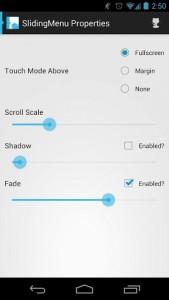 2:50
SlidingMenu Properties
Fullscreen
Touch Mode Above
Margin
None
Scroll Scale
Shadow
Enabled?
Fade
Enabled?